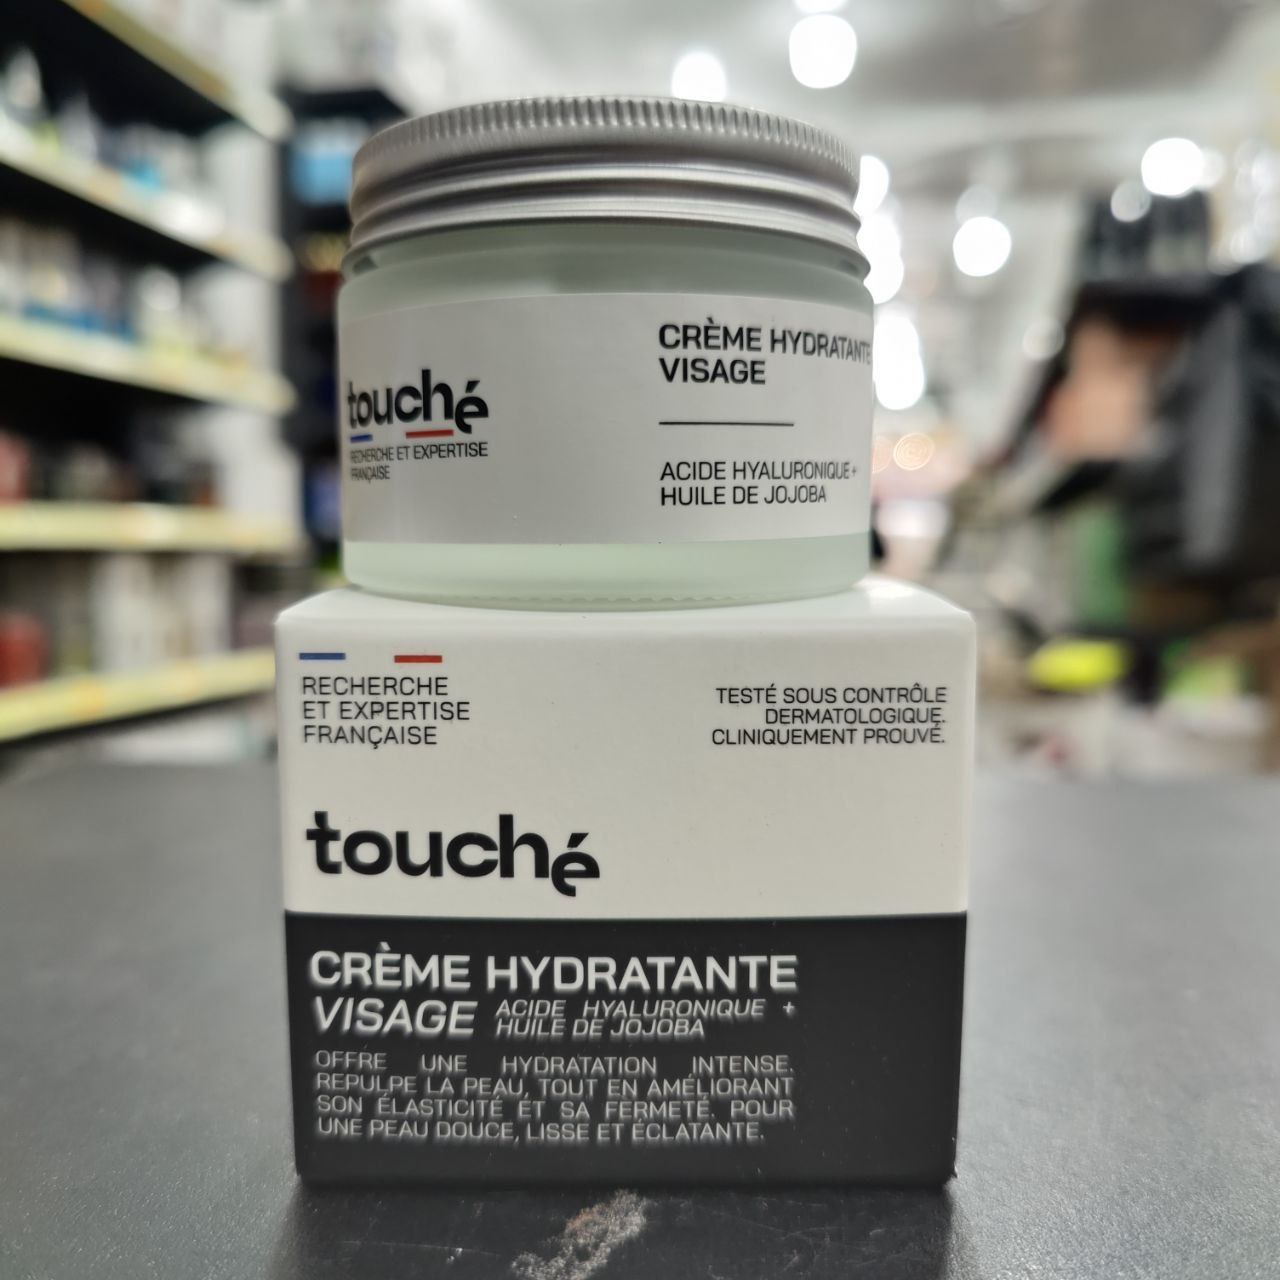 touché
RECHERCHE ET EXPERTISE
FRANÇAISE
CRÈME HYDRATANTE
VISAGE
ACIDE HYALURONIQUE +
HUILE DE JOJOBA
RECHERCHE
ET EXPERTISE
FRANÇAISE
TESTÉ SOUS CONTRÔLE
DERMATOLOGIQUE.
CLINIQUEMENT PROUVÉ.
touché
CRÈME HYDRATANTE
VISAGE ACIDE HYALURONIQUE +
HUILE DE JOJOBA
OFFRE UNE HYDRATATION INTENSE.
REPULPE LA PEAU, TOUT EN AMÉLIORANT
SON ÉLASTICITÉ ET SA FERMETÉ. POUR
UNE PEAU DOUCE, LISSE ET ÉCLATANTE.